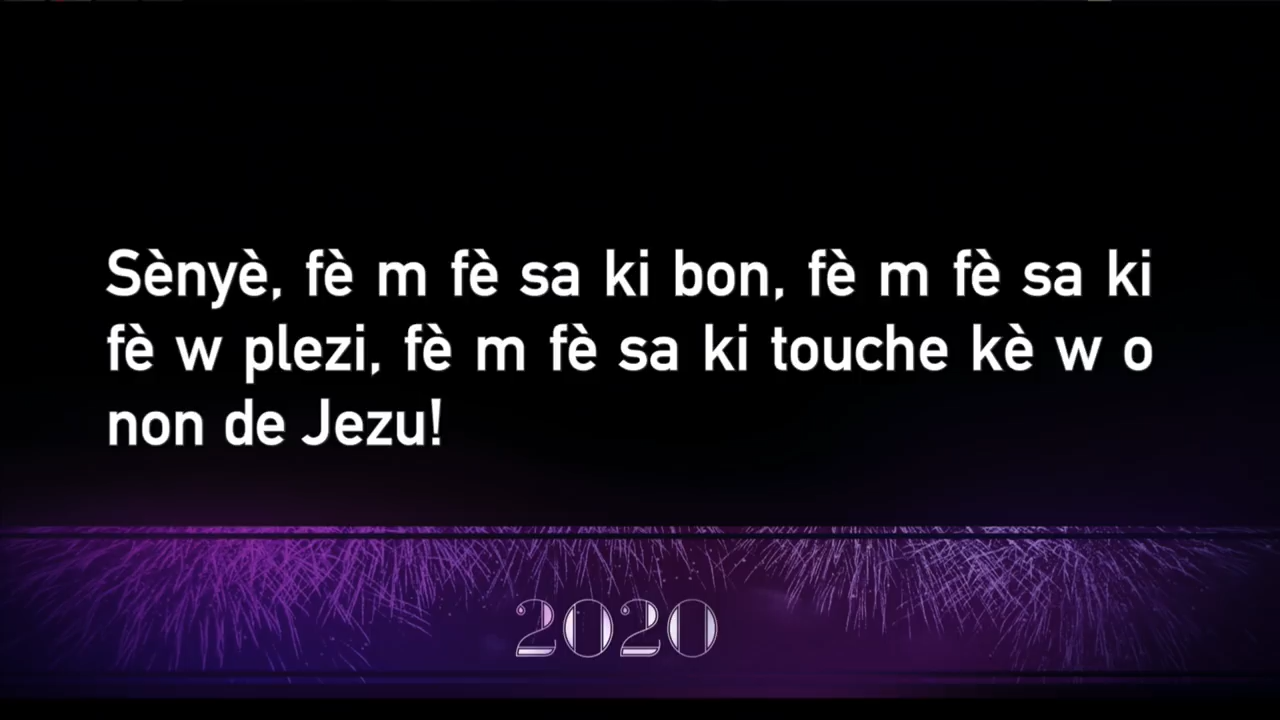 Sènyè, fè m fè sa ki bon, fè m fè sa ki
fè w plezi, fè m fè sa ki touche kè w o
non de Jezu!
2020